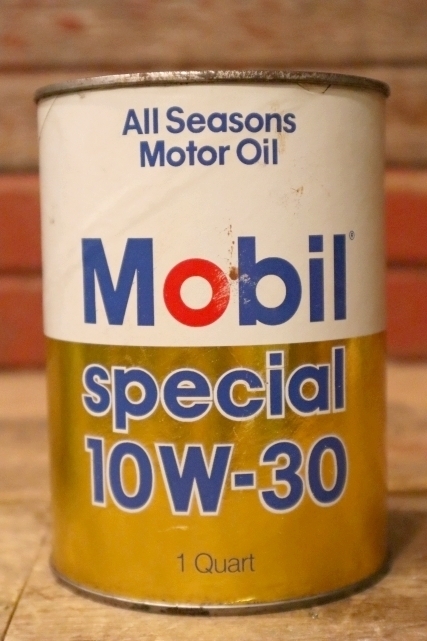 All Seasons
Motor Oil
Mobil®
special
10W-30
1 Quart